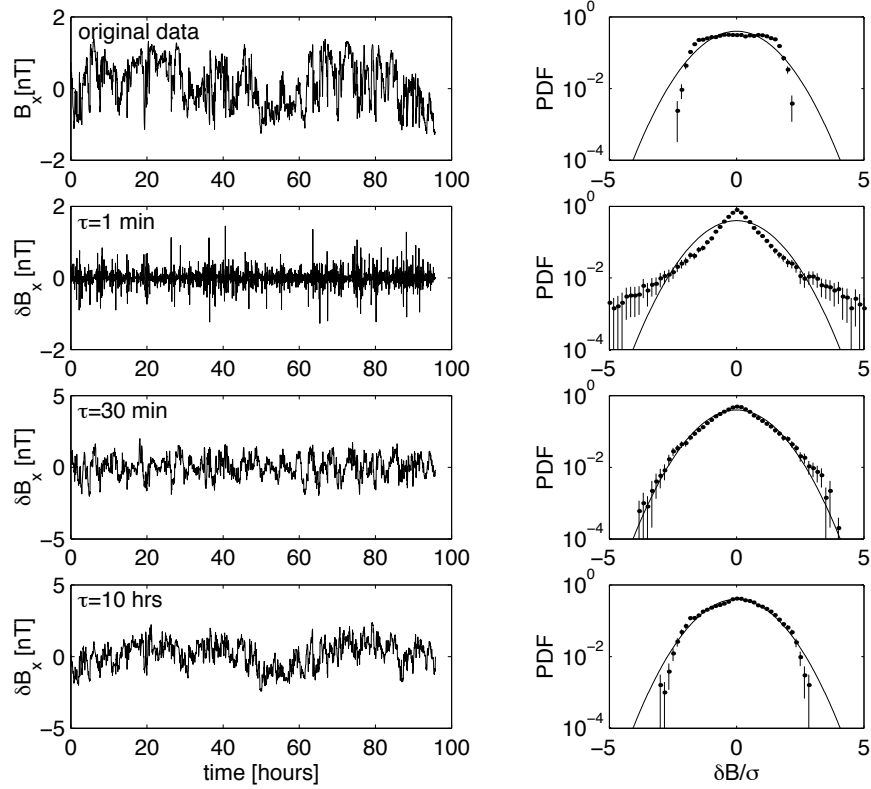 original data
B_x[nT]
2
0
−2
0 20 40 60 80 100
PDF
10^0
10^−2
10^−4
−5 0 5
τ=1 min
δB_x [nT]
2
0
−2
0 20 40 60 80 100
PDF
10^0
10^−2
10^−4
−5 0 5
τ=30 min
δB_x [nT]
5
0
−5
0 20 40 60 80 100
PDF
10^0
10^−2
10^−4
−5 0 5
τ=10 hrs
δB_x [nT]
5
0
−5
0 20 40 60 80 100
time [hours]
PDF
10^0
10^−2
10^−4
−5 0 5
δB/σ